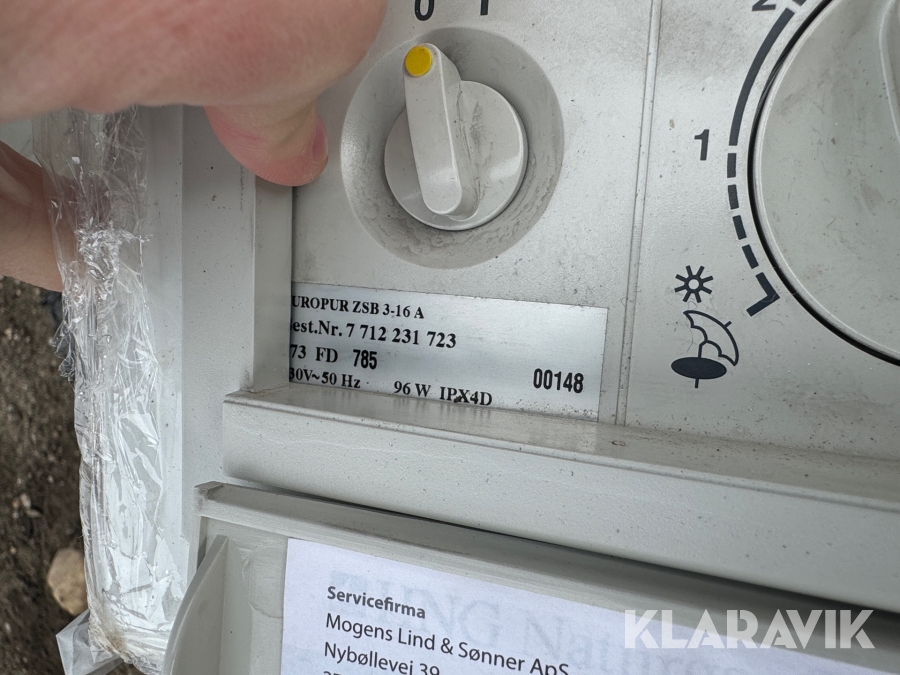 0 I
2
1
UROPUR ZSB 3-16 A
est.Nr. 7 712 231 723
73 FD 785
30V~50 Hz 96 W IPX4D 00148
Servicefirma
Mogens Lind & Sønner ApS
Nybøllevej 39
KLARAVIK